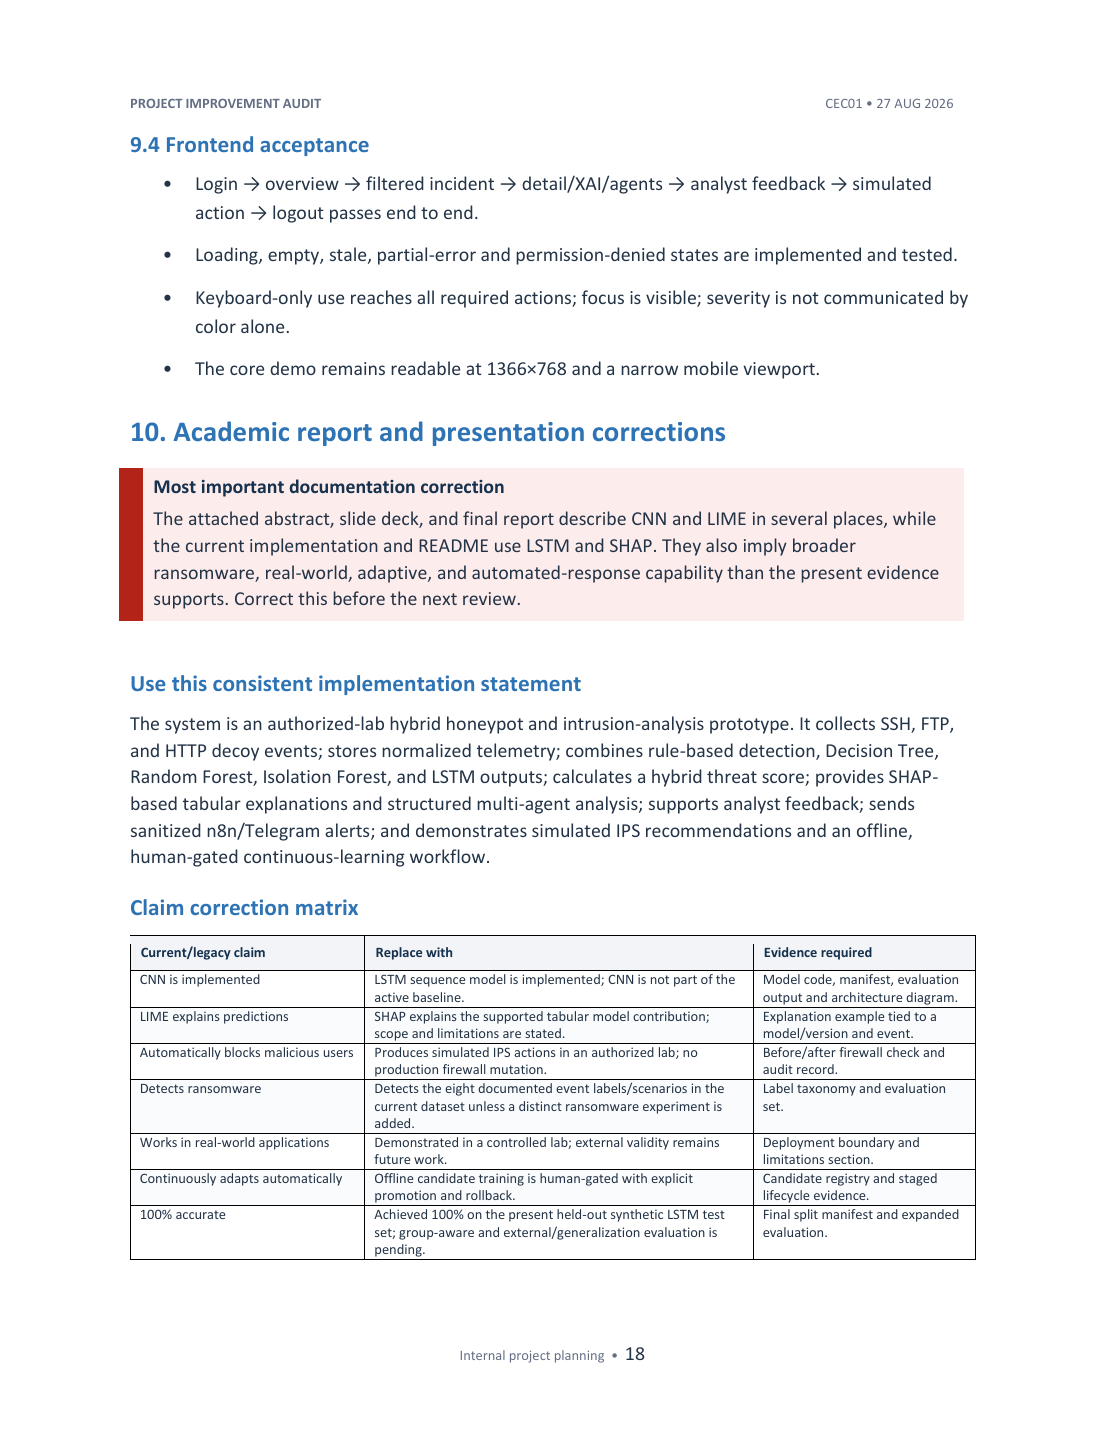 PROJECT IMPROVEMENT AUDIT CEC01 • 27 AUG 2026
9.4 Frontend acceptance
• Login → overview → filtered incident → detail/XAI/agents → analyst feedback → simulated
action → logout passes end to end.
• Loading, empty, stale, partial-error and permission-denied states are implemented and tested.
• Keyboard-only use reaches all required actions; focus is visible; severity is not communicated by
color alone.
• The core demo remains readable at 1366×768 and a narrow mobile viewport.
10. Academic report and presentation corrections
Most important documentation correction
The attached abstract, slide deck, and final report describe CNN and LIME in several places, while
the current implementation and README use LSTM and SHAP. They also imply broader
ransomware, real-world, adaptive, and automated-response capability than the present evidence
supports. Correct this before the next review.
Use this consistent implementation statement
The system is an authorized-lab hybrid honeypot and intrusion-analysis prototype. It collects SSH, FTP,
and HTTP decoy events; stores normalized telemetry; combines rule-based detection, Decision Tree,
Random Forest, Isolation Forest, and LSTM outputs; calculates a hybrid threat score; provides SHAP-
based tabular explanations and structured multi-agent analysis; supports analyst feedback; sends
sanitized n8n/Telegram alerts; and demonstrates simulated IPS recommendations and an offline,
human-gated continuous-learning workflow.
Claim correction matrix
Current/legacy claim Replace with Evidence required
CNN is implemented LSTM sequence model is implemented; CNN is not part of the Model code, manifest, evaluation
active baseline. output and architecture diagram.
LIME explains predictions SHAP explains the supported tabular model contribution; Explanation example tied to a
scope and limitations are stated. model/version and event.
Automatically blocks malicious users Produces simulated IPS actions in an authorized lab; no Before/after firewall check and
production firewall mutation. audit record.
Detects ransomware Detects the eight documented event labels/scenarios in the Label taxonomy and evaluation
current dataset unless a distinct ransomware experiment is set.
added.
Works in real-world applications Demonstrated in a controlled lab; external validity remains Deployment boundary and
future work. limitations section.
Continuously adapts automatically Offline candidate training is human-gated with explicit Candidate registry and staged
promotion and rollback. lifecycle evidence.
100% accurate Achieved 100% on the present held-out synthetic LSTM test Final split manifest and expanded
set; group-aware and external/generalization evaluation is evaluation.
pending.
Internal project planning • 18